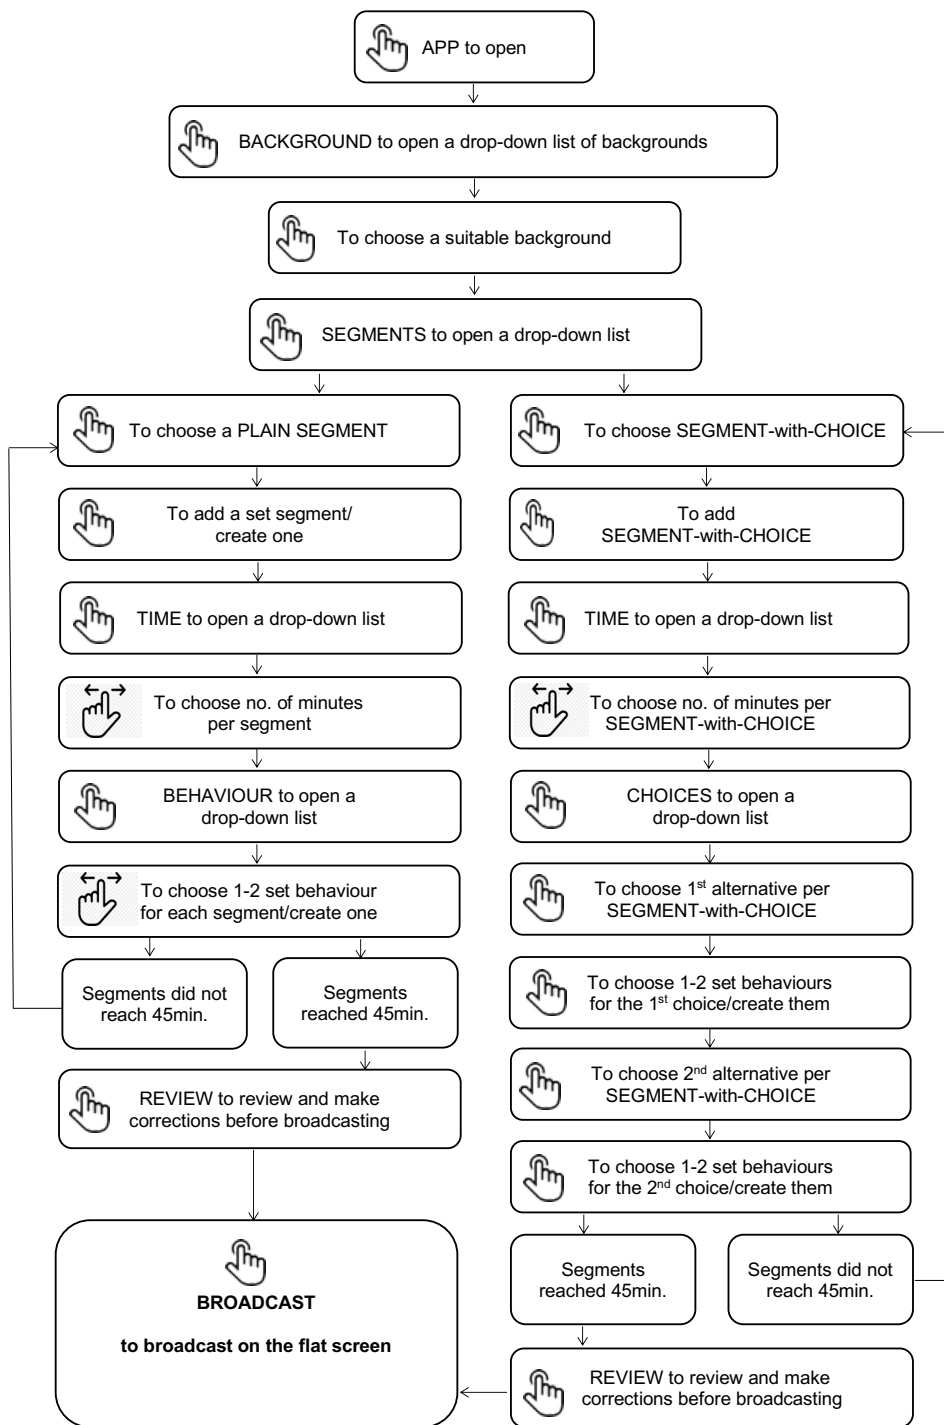 APP to open
BACKGROUND to open a drop-down list of backgrounds
To choose a suitable background
SEGMENTS to open a drop-down list
To choose a PLAIN SEGMENT
To add a set segment/
create one
TIME to open a drop-down list
To choose no. of minutes
per segment
BEHAVIOUR to open a
drop-down list
To choose 1-2 set behaviour
for each segment/create one
Segments did not
reach 45min.
Segments
reached 45min.
REVIEW to review and make
corrections before broadcasting
To choose SEGMENT-with-CHOICE
To add
SEGMENT-with-CHOICE
TIME to open a drop-down list
To choose no. of minutes per
SEGMENT-with-CHOICE
CHOICES to open a
drop-down list
To choose 1st alternative per
SEGMENT-with-CHOICE
To choose 1-2 set behaviours
for the 1st choice/create them
To choose 2nd alternative per
SEGMENT-with-CHOICE
To choose 1-2 set behaviours
for the 2nd choice/create them
Segments
reached 45min.
Segments did not
reach 45min.
REVIEW to review and make
corrections before broadcasting
BROADCAST
to broadcast on the flat screen